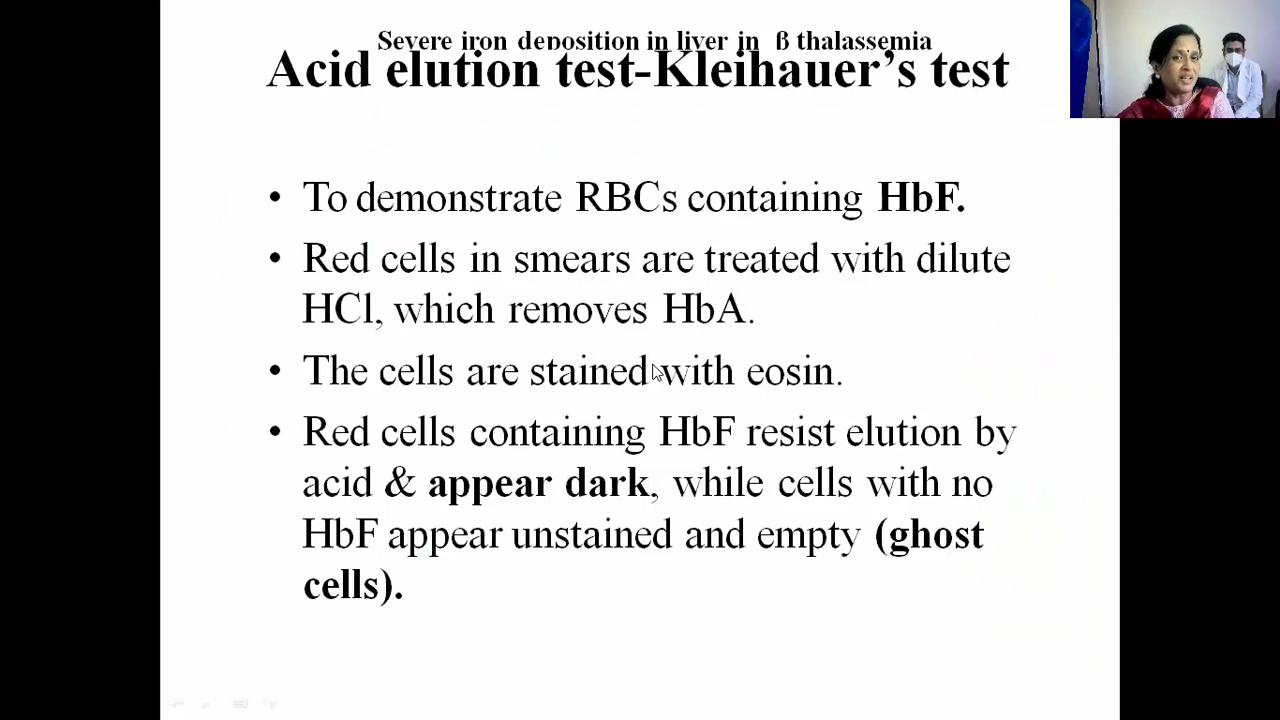 Severe iron deposition in liver in β thalassemia
Acid elution test-Kleihauer’s test
• To demonstrate RBCs containing HbF.
• Red cells in smears are treated with dilute
HCl, which removes HbA.
• The cells are stained with eosin.
• Red cells containing HbF resist elution by
acid & appear dark, while cells with no
HbF appear unstained and empty (ghost
cells).